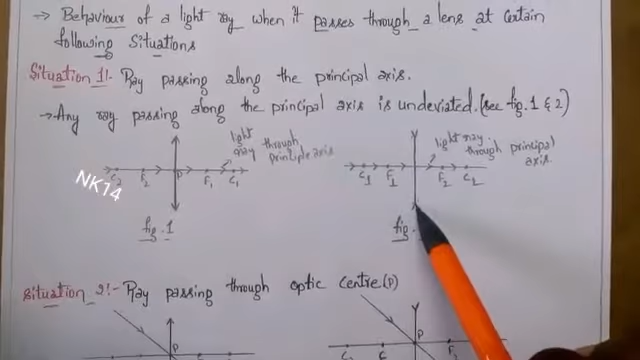 → Behaviour of a light ray when it passes through a lens at Certain
following Situations
Situation 1:- Ray passing along the principal axis.
→ Any ray passing along the principal axis is undeviated. (see fig. 1 & 2)
light
ray through
principle axis
C2 F2 P F1 C1
fig. 1
light ray
through principal
axis
C1 F1 F2 C2
fig.
NK14
Situation 2:- Ray passing through optic centre (P)
P
P
C F